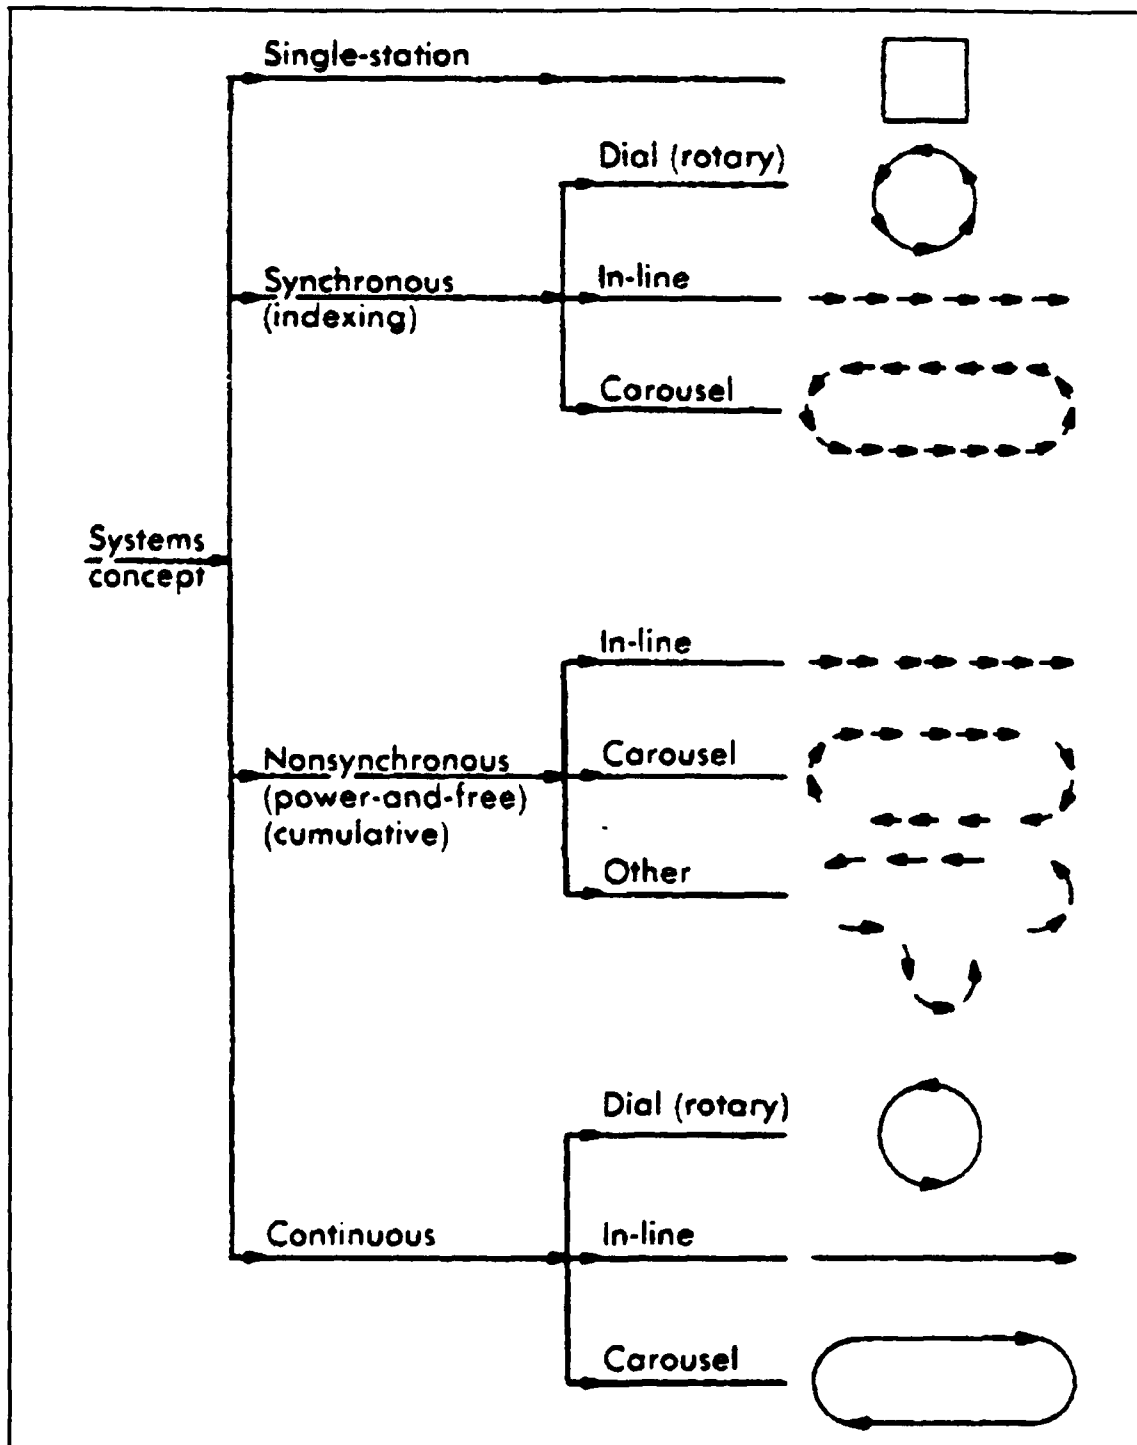 Single-station
Dial (rotary)
Synchronous
(indexing)
In-line
Carousel
Systems
concept
In-line
Nonsynchronous
(power-and-free)
(cumulative)
Carousel
Other
Dial (rotary)
Continuous
In-line
Carousel